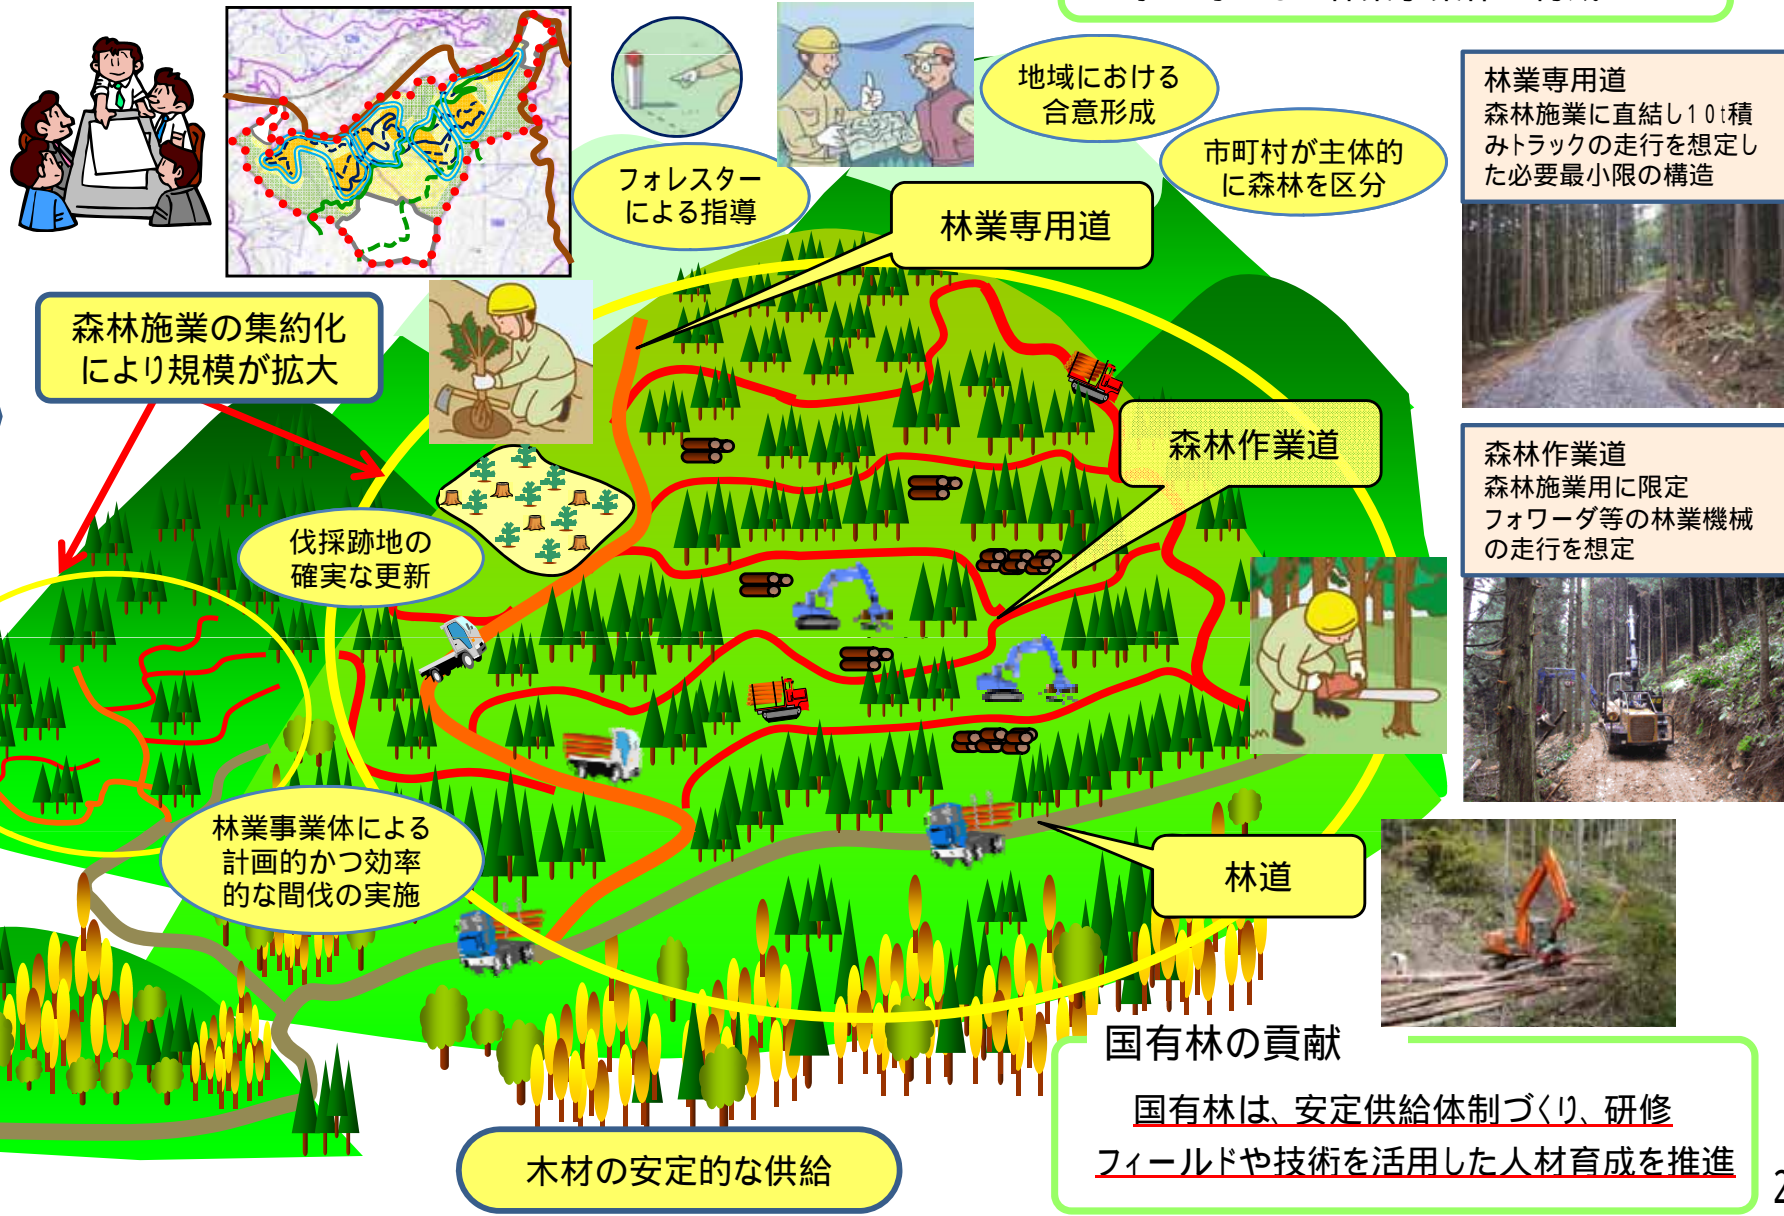 地域における
合意形成
市町村が主体的
に森林を区分
フォレスター
による指導
林業専用道
林業専用道
森林施業に直結し10t積
みトラックの走行を想定し
た必要最小限の構造
森林施業の集約化
により規模が拡大
森林作業道
森林作業道
森林施業用に限定
フォワーダ等の林業機械
の走行を想定
伐採跡地の
確実な更新
林業事業体による
計画的かつ効率
的な間伐の実施
林道
国有林の貢献
国有林は、安定供給体制づくり、研修
フィールドや技術を活用した人材育成を推進
木材の安定的な供給
2